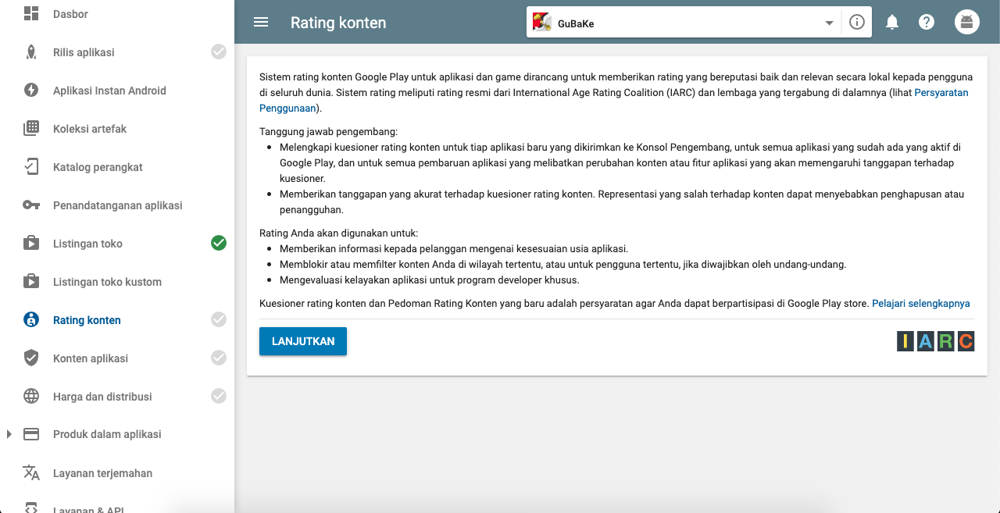 Dasbor
Rilis aplikasi
Aplikasi Instan Android
Koleksi artefak
Katalog perangkat
Penandatanganan aplikasi
Listingan toko
Listingan toko kustom
Rating konten
Konten aplikasi
Harga dan distribusi
Produk dalam aplikasi
Layanan terjemahan
Layanan & API
Rating konten
GuBaKe
Sistem rating konten Google Play untuk aplikasi dan game dirancang untuk memberikan rating yang bereputasi baik dan relevan secara lokal kepada pengguna
di seluruh dunia. Sistem rating meliputi rating resmi dari International Age Rating Coalition (IARC) dan lembaga yang tergabung di dalamnya (lihat Persyaratan
Penggunaan).
Tanggung jawab pengembang:
• Melengkapi kuesioner rating konten untuk tiap aplikasi baru yang dikirimkan ke Konsol Pengembang, untuk semua aplikasi yang sudah ada yang aktif di
Google Play, dan untuk semua pembaruan aplikasi yang melibatkan perubahan konten atau fitur aplikasi yang akan memengaruhi tanggapan terhadap
kuesioner.
• Memberikan tanggapan yang akurat terhadap kuesioner rating konten. Representasi yang salah terhadap konten dapat menyebabkan penghapusan atau
penangguhan.
Rating Anda akan digunakan untuk:
• Memberikan informasi kepada pelanggan mengenai kesesuaian usia aplikasi.
• Memblokir atau memfilter konten Anda di wilayah tertentu, atau untuk pengguna tertentu, jika diwajibkan oleh undang-undang.
• Mengevaluasi kelayakan aplikasi untuk program developer khusus.
Kuesioner rating konten dan Pedoman Rating Konten yang baru adalah persyaratan agar Anda dapat berpartisipasi di Google Play store. Pelajari selengkapnya
LANJUTKAN
IARC